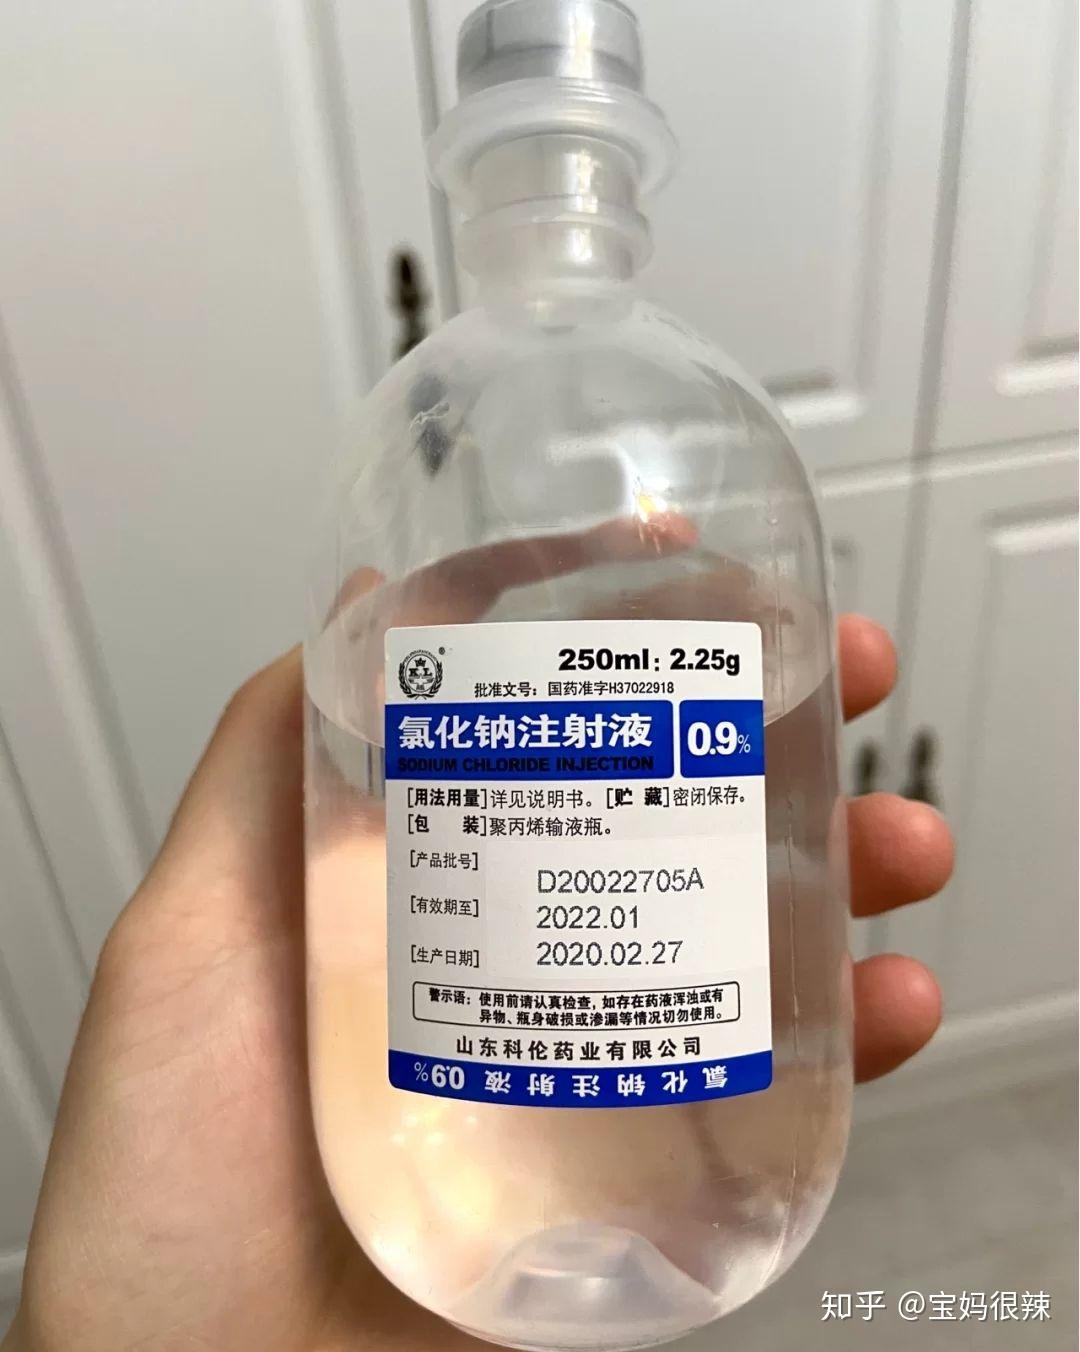 250ml：2.25g
批准文号：国药准字H37022918
氯化钠注射液 0.9%
SODIUM CHLORIDE INJECTION
[用法用量]详见说明书。[贮 藏]密闭保存。
[包 装]聚丙烯输液瓶。
[产品批号] D20022705A
[有效期至] 2022.01
[生产日期] 2020.02.27
警示语：使用前请认真检查，如存在药液浑浊或有
异物、瓶身破损或渗漏等情况切勿使用。
山东科伦药业有限公司
氯化钠注射液 0.9%
知乎 @宝妈很辣